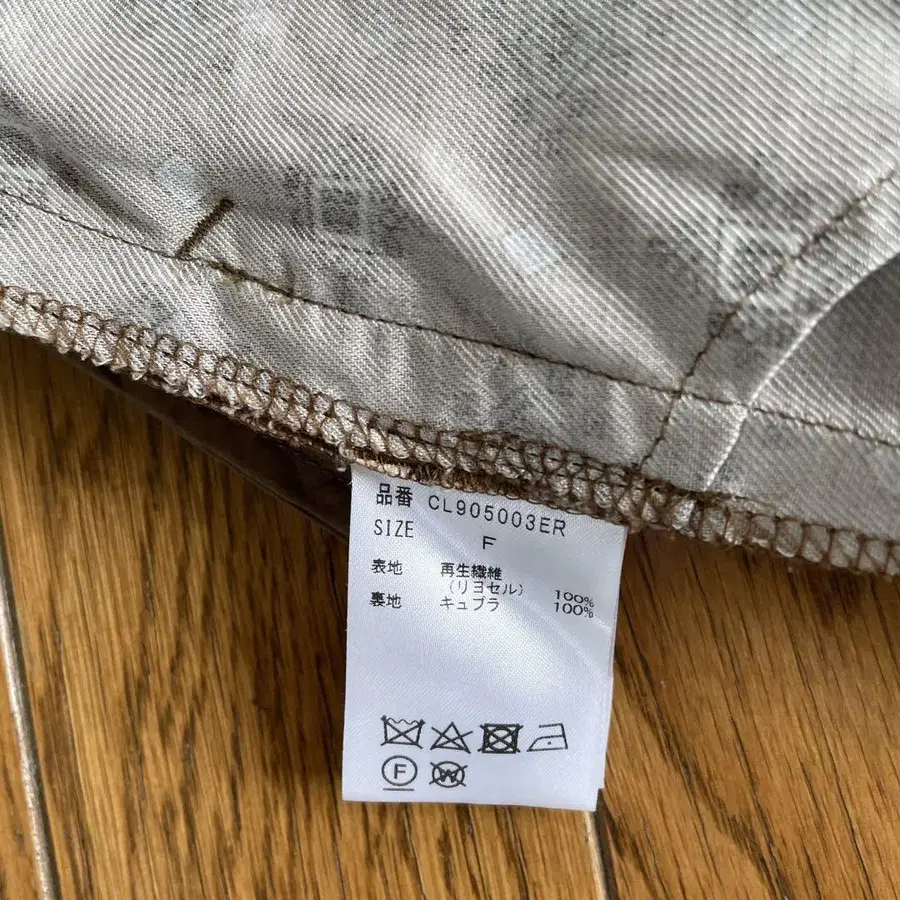 品番 CL905003ER
SIZE F
表地 再生繊維
(リヨセル) 100%
裏地 キュプラ 100%
F
W